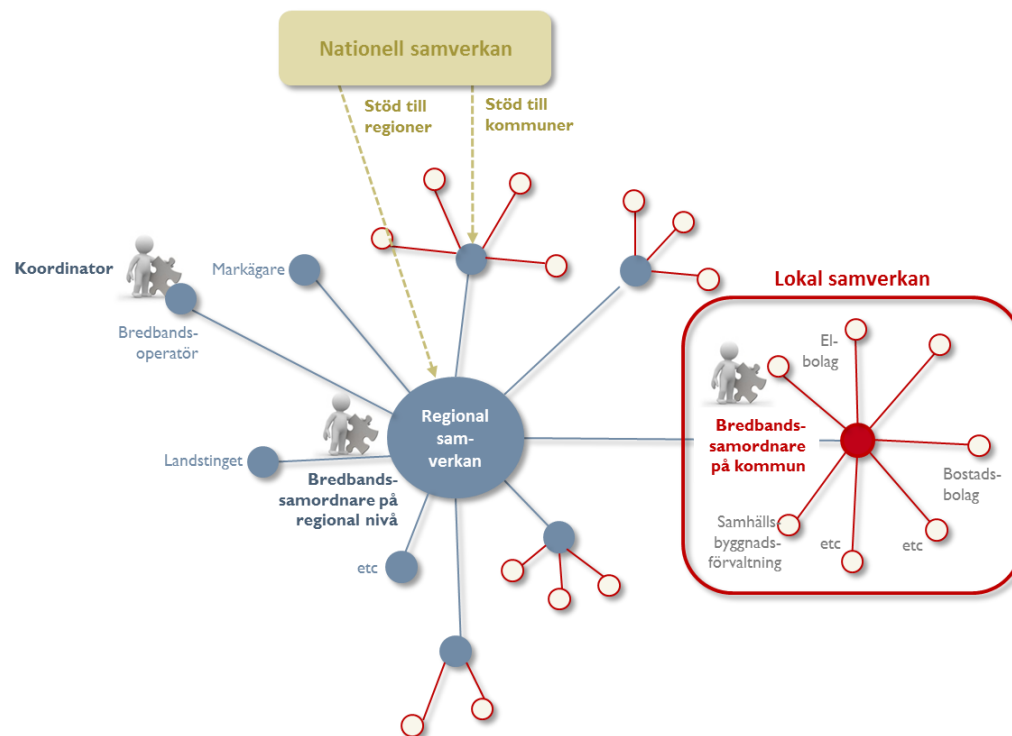 Nationell samverkan
Stöd till
regioner
Stöd till
kommuner
Koordinator
Markägare
Bredbands-
operatör
Lokal samverkan
El-
bolag
Bredbands-
samordnare
på kommun
Bostads-
bolag
Samhälls-
byggnads-
förvaltning
etc
etc
Regional
sam-
verkan
Landstinget
Bredbands-
samordnare på
regional nivå
etc